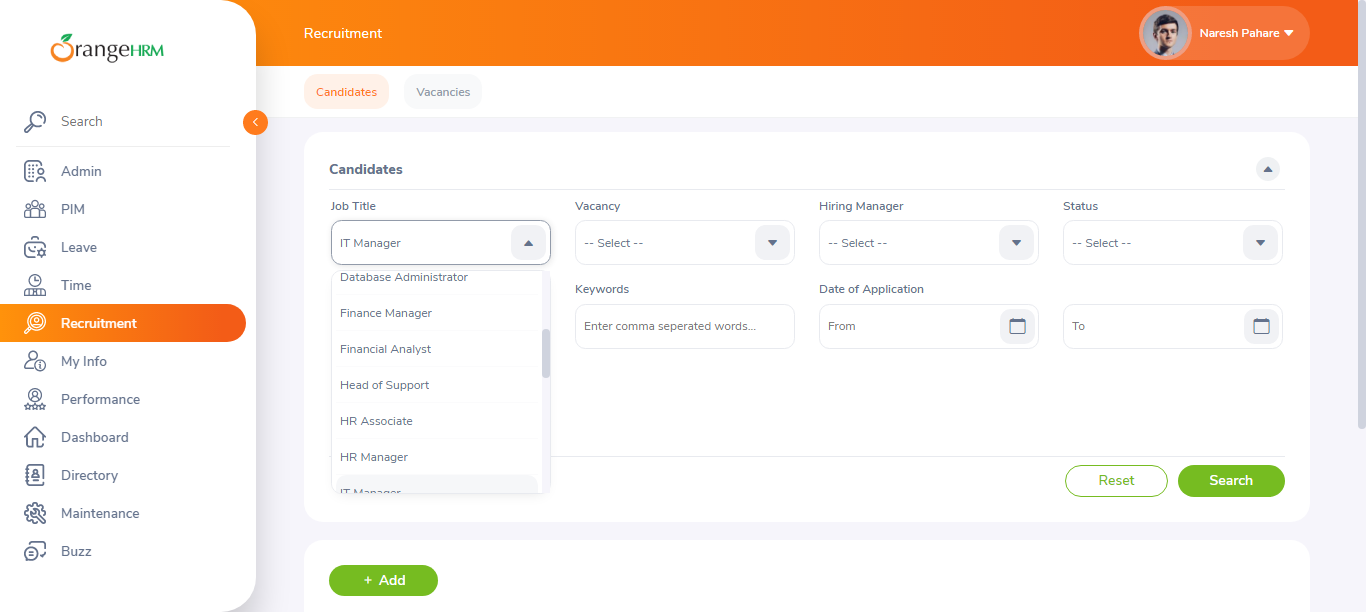 OrangeHRM
Recruitment
Naresh Pahare
Candidates
Vacancies
Search
Admin
PIM
Leave
Time
Recruitment
My Info
Performance
Dashboard
Directory
Maintenance
Buzz
Candidates
Job Title
Vacancy
Hiring Manager
Status
IT Manager
-- Select --
-- Select --
-- Select --
Database Administrator
Finance Manager
Financial Analyst
Head of Support
HR Associate
HR Manager
IT Manager
Keywords
Date of Application
Enter comma seperated words...
From
To
Reset
Search
+ Add